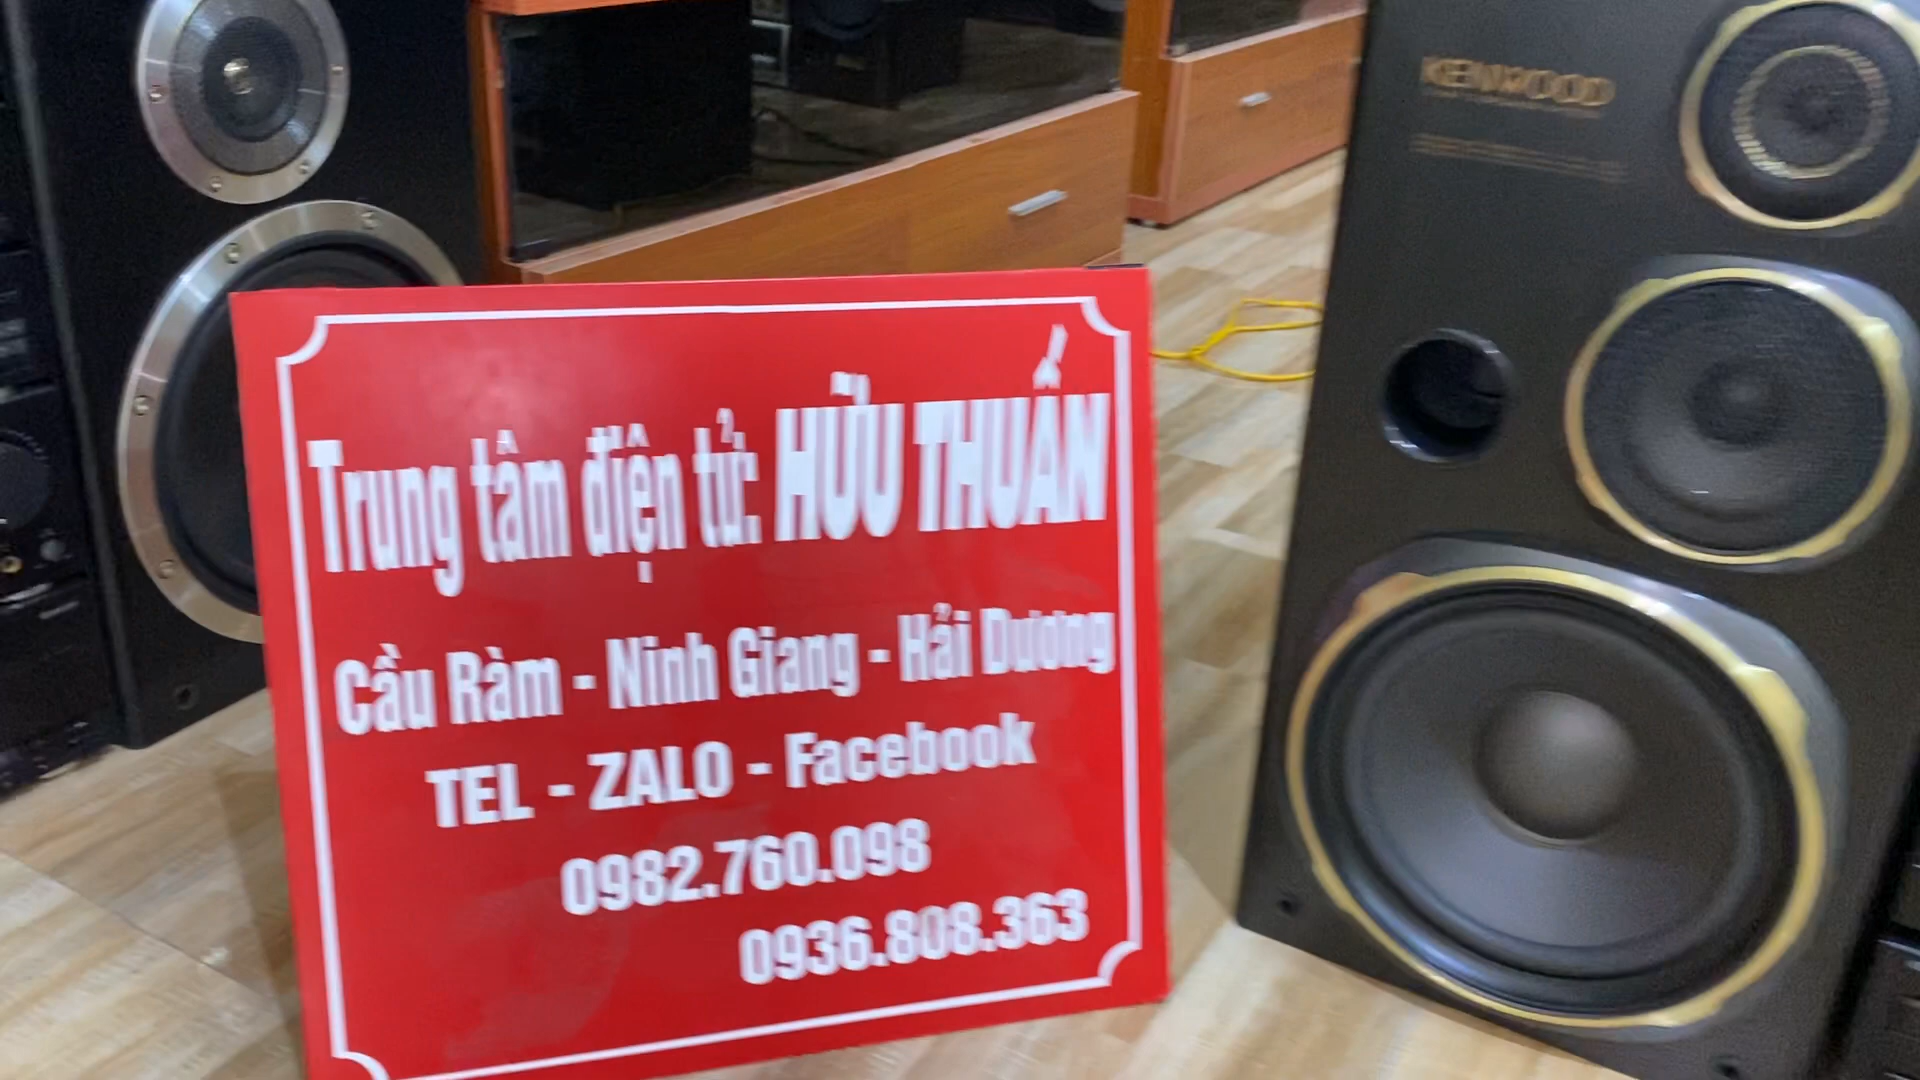 KENWOOD
Trung tâm điện tử: HỮU THUẤN
Cầu Ràm - Ninh Giang - Hải Dương
TEL - ZALO - Facebook
0982.760.098
0936.808.363